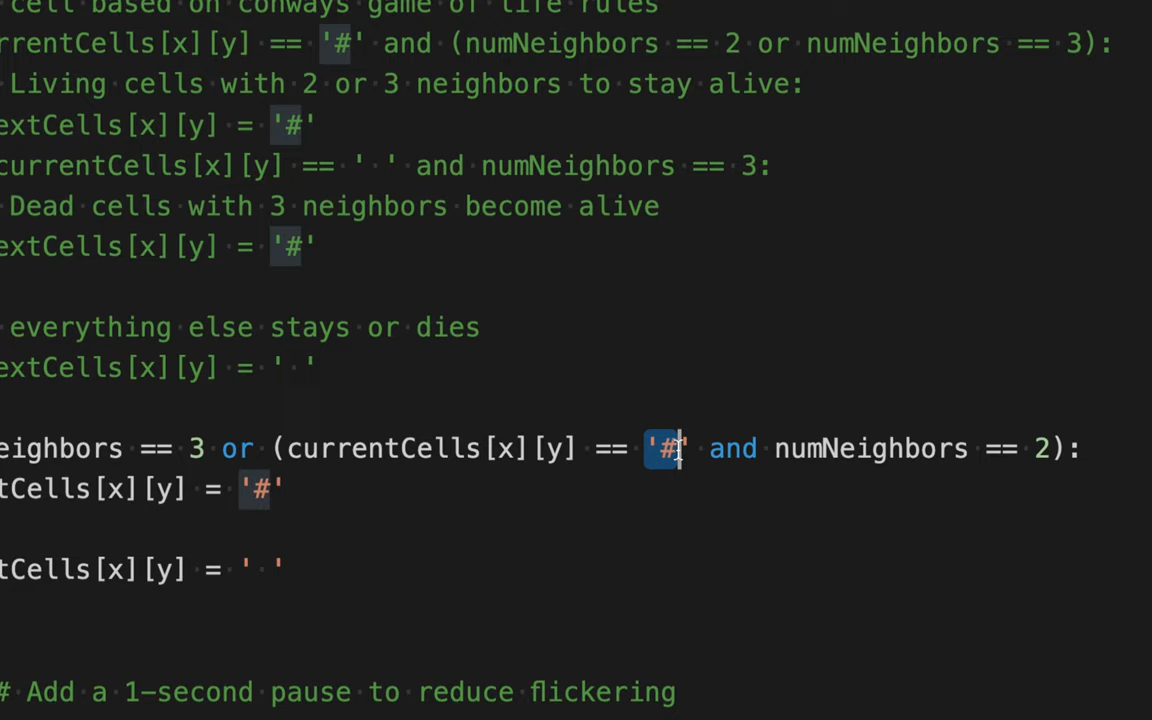 cell based on conways game of life rules
rrentCells[x][y] == '#' and (numNeighbors == 2 or numNeighbors == 3):
Living cells with 2 or 3 neighbors to stay alive:
extCells[x][y] = '#'
currentCells[x][y] == ' ' and numNeighbors == 3:
Dead cells with 3 neighbors become alive
extCells[x][y] = '#'
everything else stays or dies
extCells[x][y] = ' '
eighbors == 3 or (currentCells[x][y] == '#' and numNeighbors == 2):
tCells[x][y] = '#'
tCells[x][y] = ' '
# Add a 1-second pause to reduce flickering